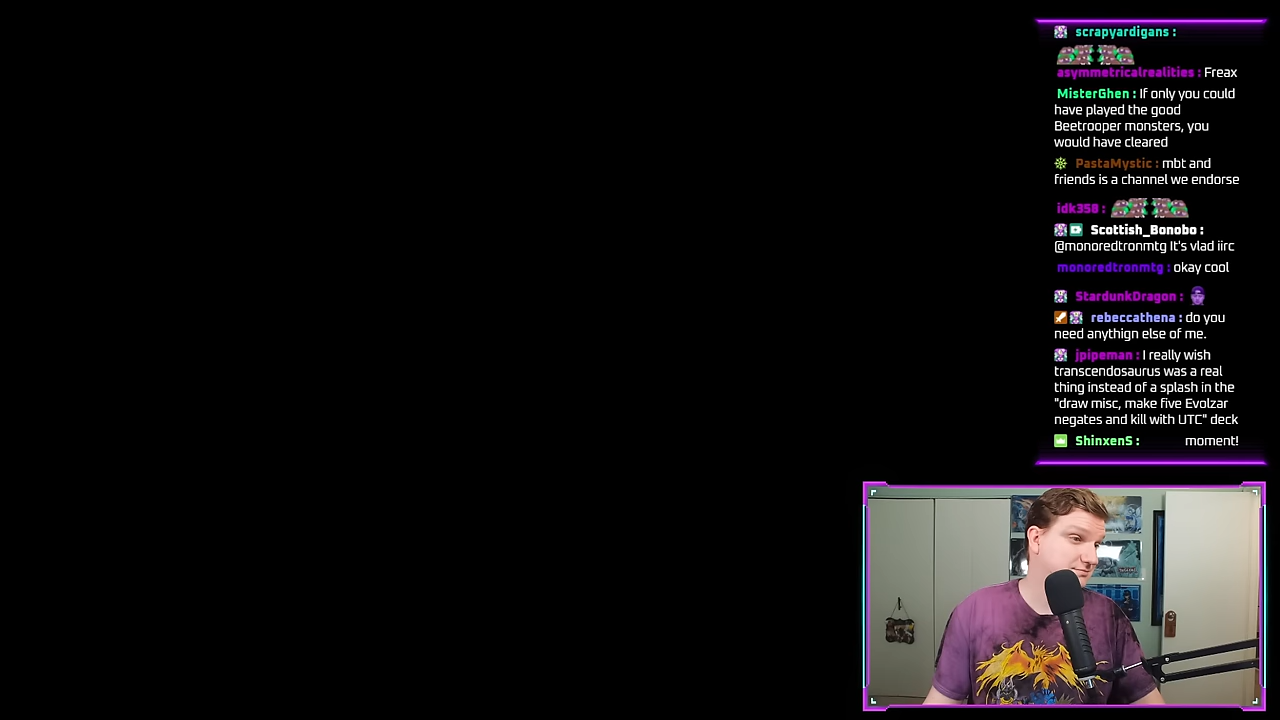 scrapyardigans :
asymmetricalrealities : Freax
MisterGhen : If only you could
have played the good
Beetrooper monsters, you
would have cleared
PastaMystic : mbt and
friends is a channel we endorse
idk350 :
Scottish_Bonobo :
@monoredtronmtg It's vlad iirc
monoredtronmtg : okay cool
StardunkDragon :
rebeccathena : do you
need anythign else of me.
jpipeman : I really wish
transcendosaurus was a real
thing instead of a splash in the
"draw misc, make five Evolzar
negates and kill with UTC" deck
ShinxenS : moment!